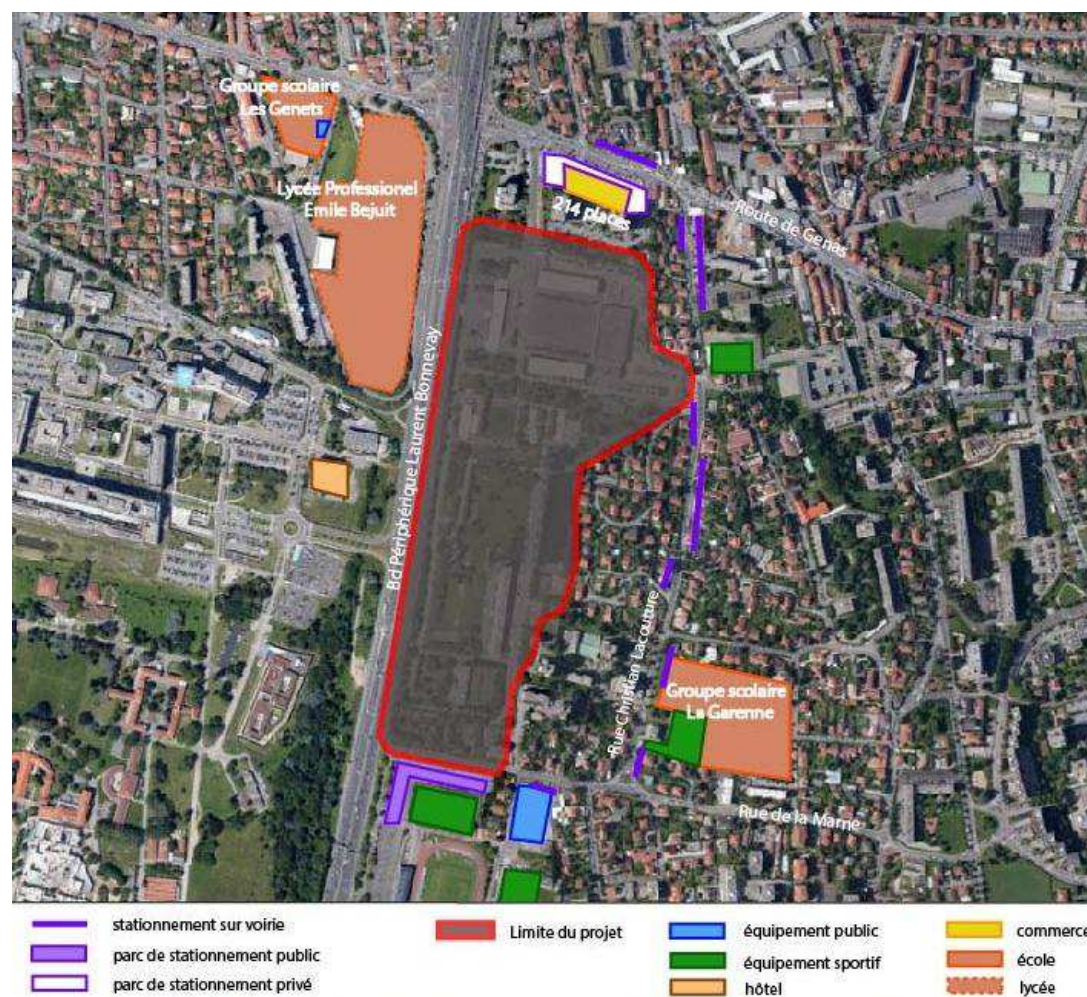 Groupe scolaire
Les Genets
Lycée Professionel
Emile Bejuit
214 places
Route de Genas
Bd Périphérique Laurent Bonnevay
Rue Christian Lacouture
Groupe scolaire
La Garenne
Rue de la Marne
stationnement sur voirie
parc de stationnement public
parc de stationnement privé
Limite du projet
équipement public
équipement sportif
hôtel
commerce
école
lycée